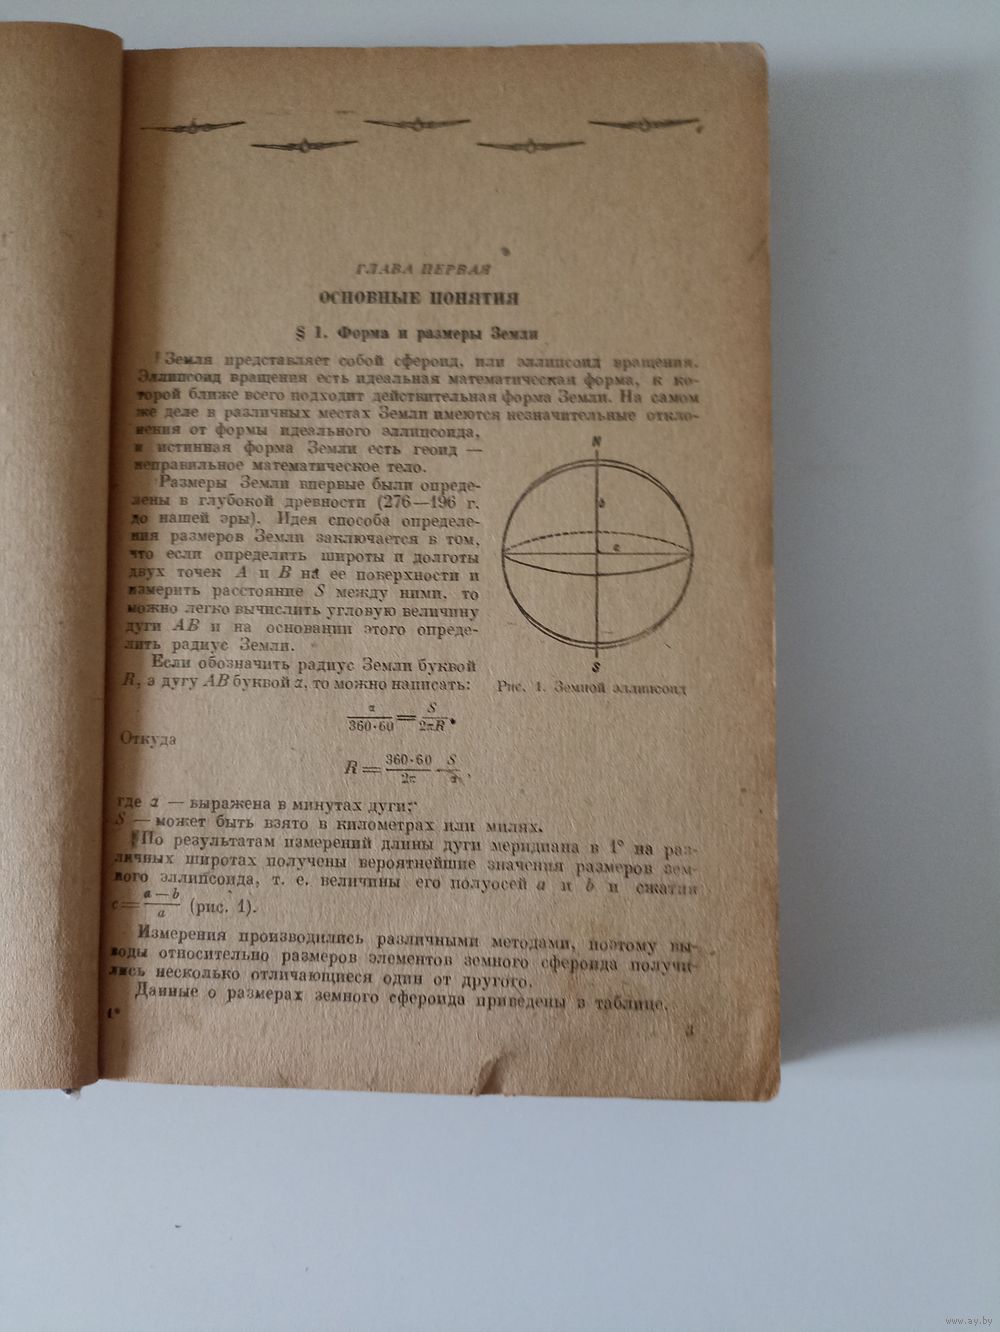 ГЛАВА ПЕРВАЯ
ОСНОВНЫЕ ПОНЯТИЯ
§ 1. Форма и размеры Земли
Земля представляет собой сфероид, или эллипсоид вращения.
Эллипсоид вращения есть идеальная математическая форма, к ко-
торой ближе всего подходит действительная форма Земли. На самом
же деле в различных местах Земли имеются незначительные откло-
нения от формы идеального эллипсоида,
и истинная форма Земли есть геоид —
неправильное математическое тело.
Размеры Земли впервые были опреде-
лены в глубокой древности (276—196 г.
до нашей эры). Идея способа определе-
ния размеров Земли заключается в том,
что если определить широты и долготы
двух точек A и B на ее поверхности и
измерить расстояние S между ними, то
можно легко вычислить угловую величину
дуги AB и на основании этого опреде-
лить радиус Земли.
Если обозначить радиус Земли буквой
R, а дугу AB буквой α, то можно написать:
N
b
a
S
Рис. 1. Земной эллипсоид
α/360·60 = S/2πR.
Откуда
R = 360·60/2π · S/α,
где α — выражена в минутах дуги;
S — может быть взято в километрах или милях.
По результатам измерений длины дуги меридиана в 1° на раз-
личных широтах получены вероятнейшие значения размеров зем-
ного эллипсоида, т. е. величины его полуосей a и b и сжатия
c = a — b/a (рис. 1).
Измерения производились различными методами, поэтому вы-
воды относительно размеров элементов земного сфероида получи-
лись несколько отличающиеся один от другого.
Данные о размерах земного сфероида приведены в таблице.
1*
3
www.ay.by